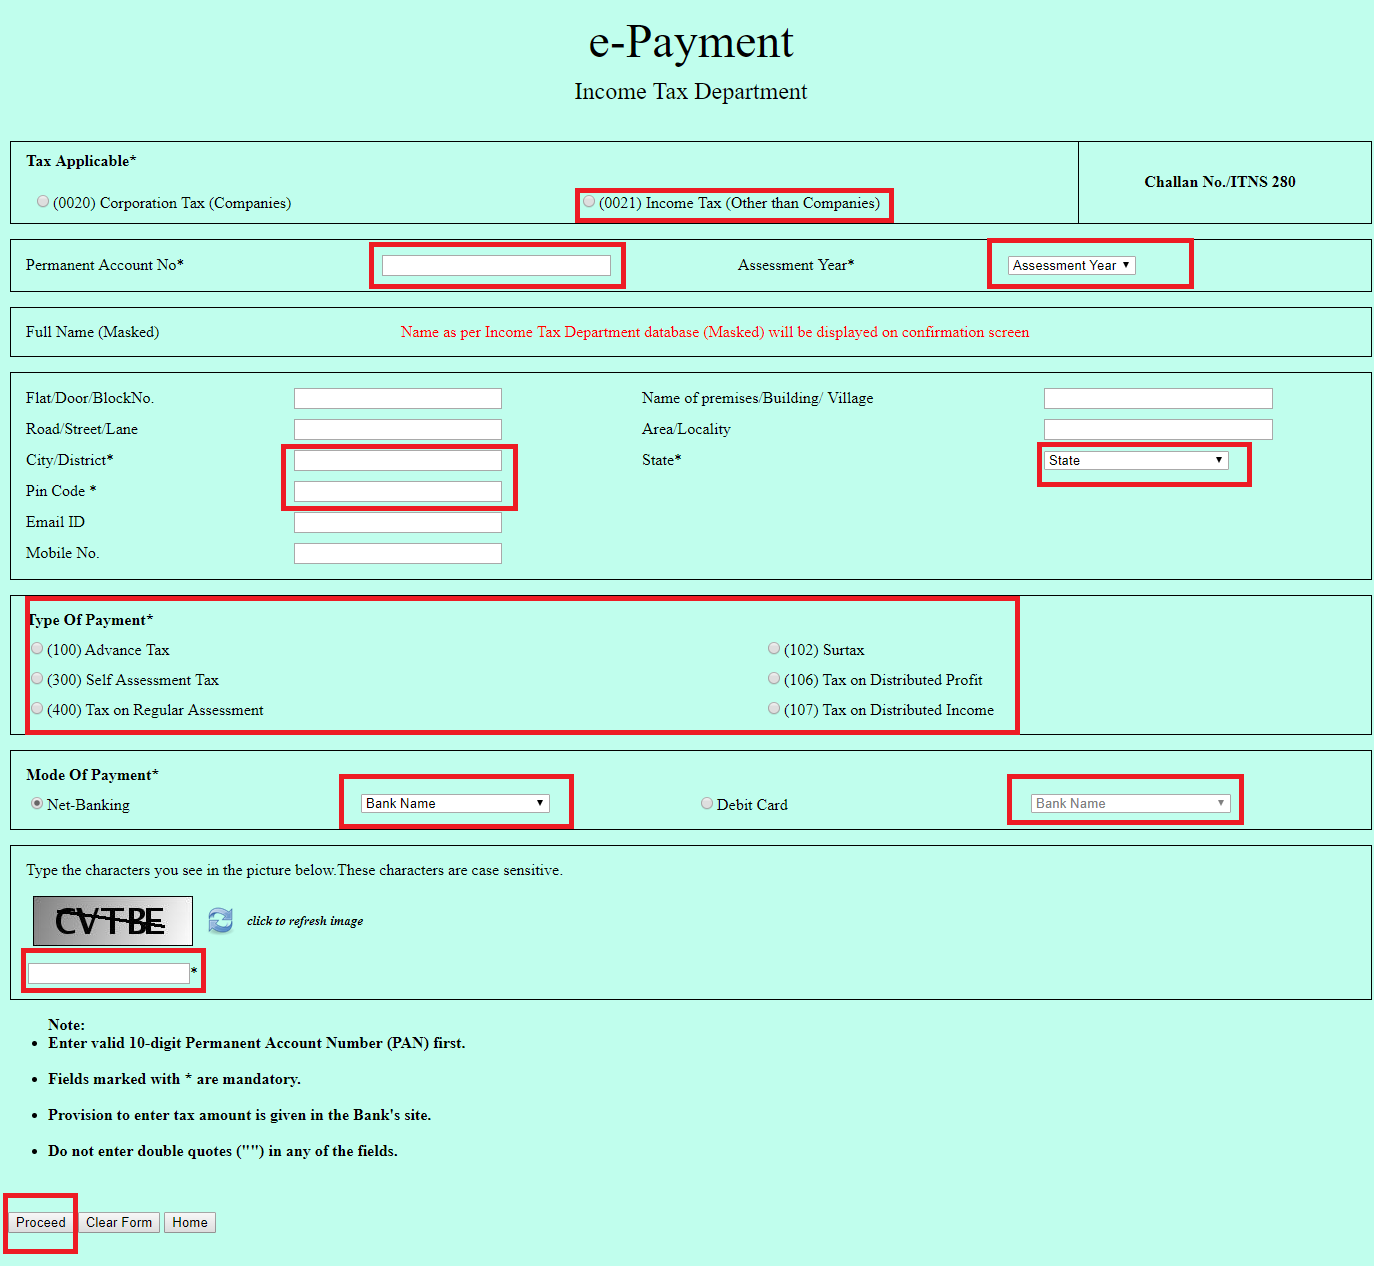 e-Payment
Income Tax Department
Tax Applicable*
(0020) Corporation Tax (Companies) (0021) Income Tax (Other than Companies)
Challan No./ITNS 280
Permanent Account No* Assessment Year* Assessment Year
Full Name (Masked) Name as per Income Tax Department database (Masked) will be displayed on confirmation screen
Flat/Door/BlockNo. Name of premises/Building/ Village
Road/Street/Lane Area/Locality
City/District* State* State
Pin Code *
Email ID
Mobile No.
Type Of Payment*
(100) Advance Tax (102) Surtax
(300) Self Assessment Tax (106) Tax on Distributed Profit
(400) Tax on Regular Assessment (107) Tax on Distributed Income
Mode Of Payment*
Net-Banking Bank Name Debit Card Bank Name
Type the characters you see in the picture below.These characters are case sensitive.
CVTBE click to refresh image
*
Note:
• Enter valid 10-digit Permanent Account Number (PAN) first.
• Fields marked with * are mandatory.
• Provision to enter tax amount is given in the Bank's site.
• Do not enter double quotes ("") in any of the fields.
Proceed Clear Form Home